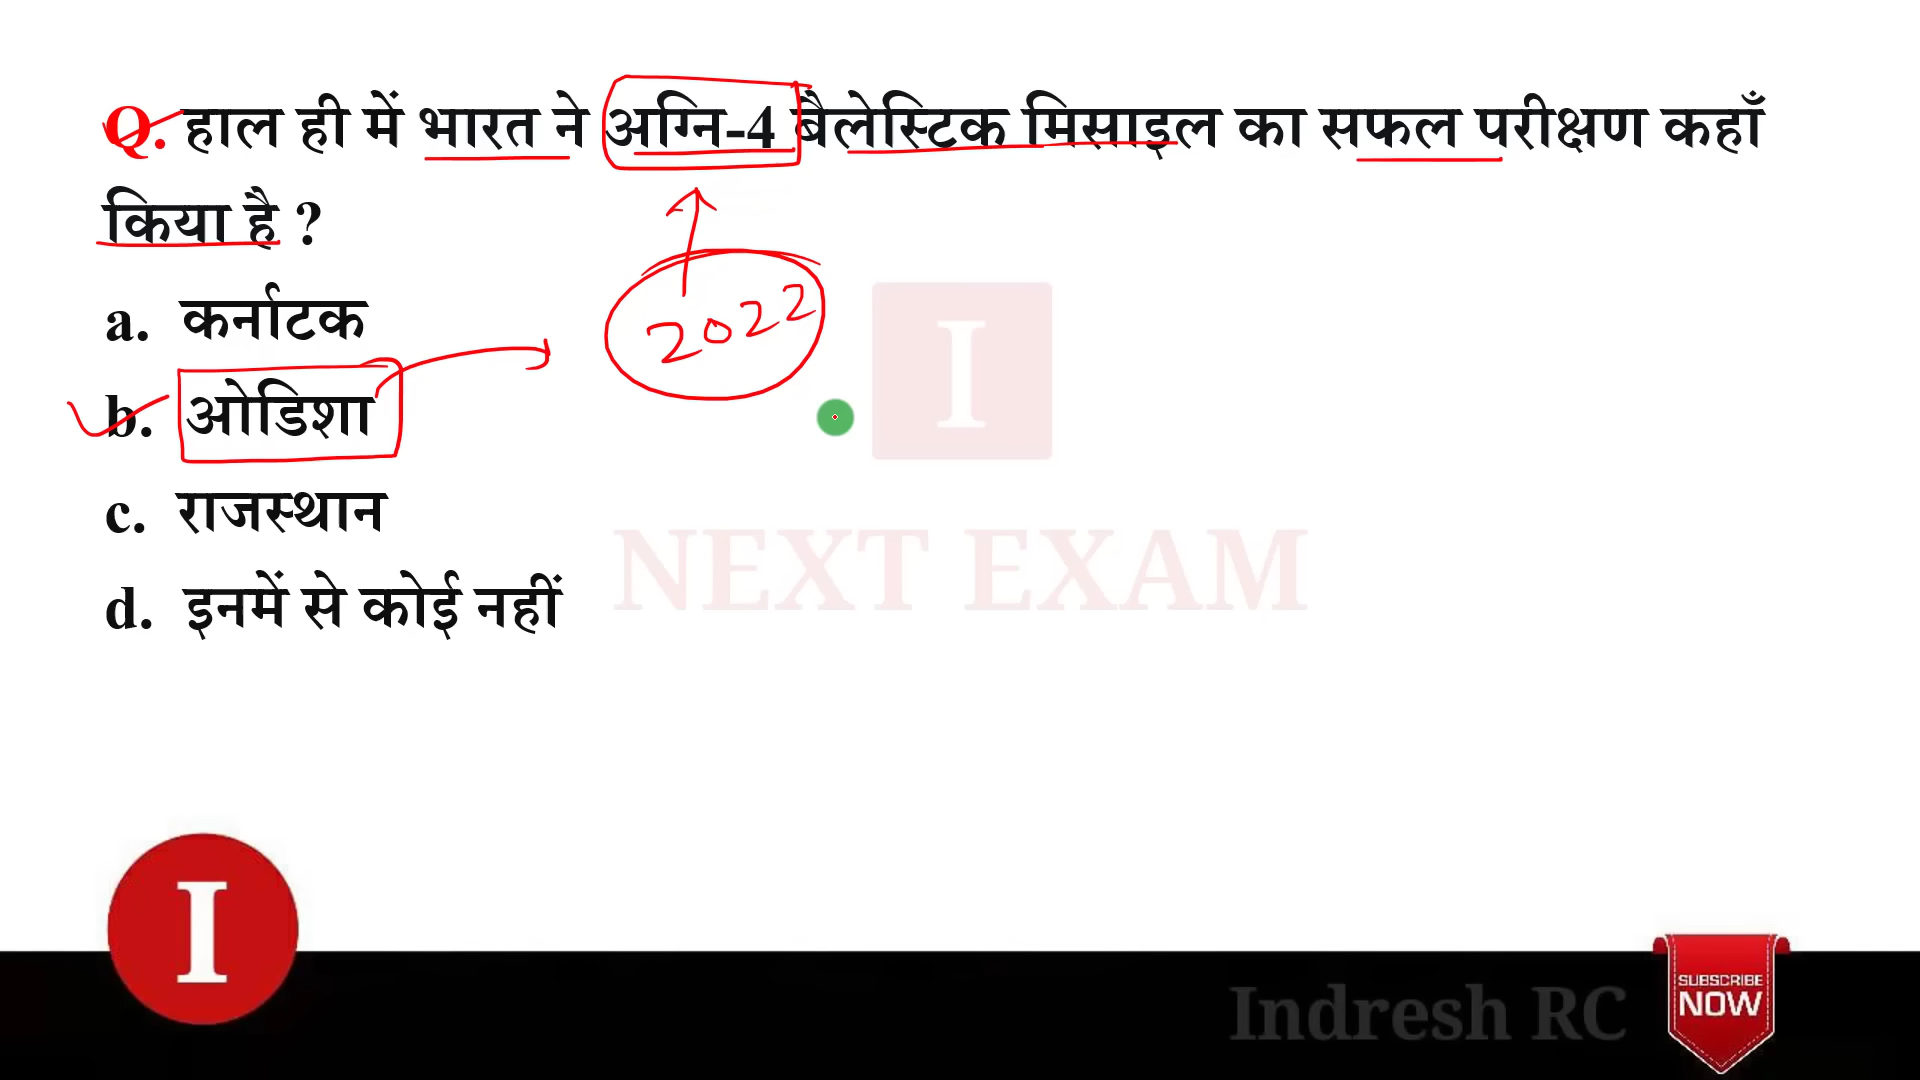 Q. हाल ही में भारत ने अग्नि-4 बैलेस्टिक मिसाइल का सफल परीक्षण कहाँ
किया है ?
2022
a. कर्नाटक
b. ओडिशा
c. राजस्थान
d. इनमें से कोई नहीं
I
NEXT EXAM
I
Indresh RC
SUBSCRIBE
NOW